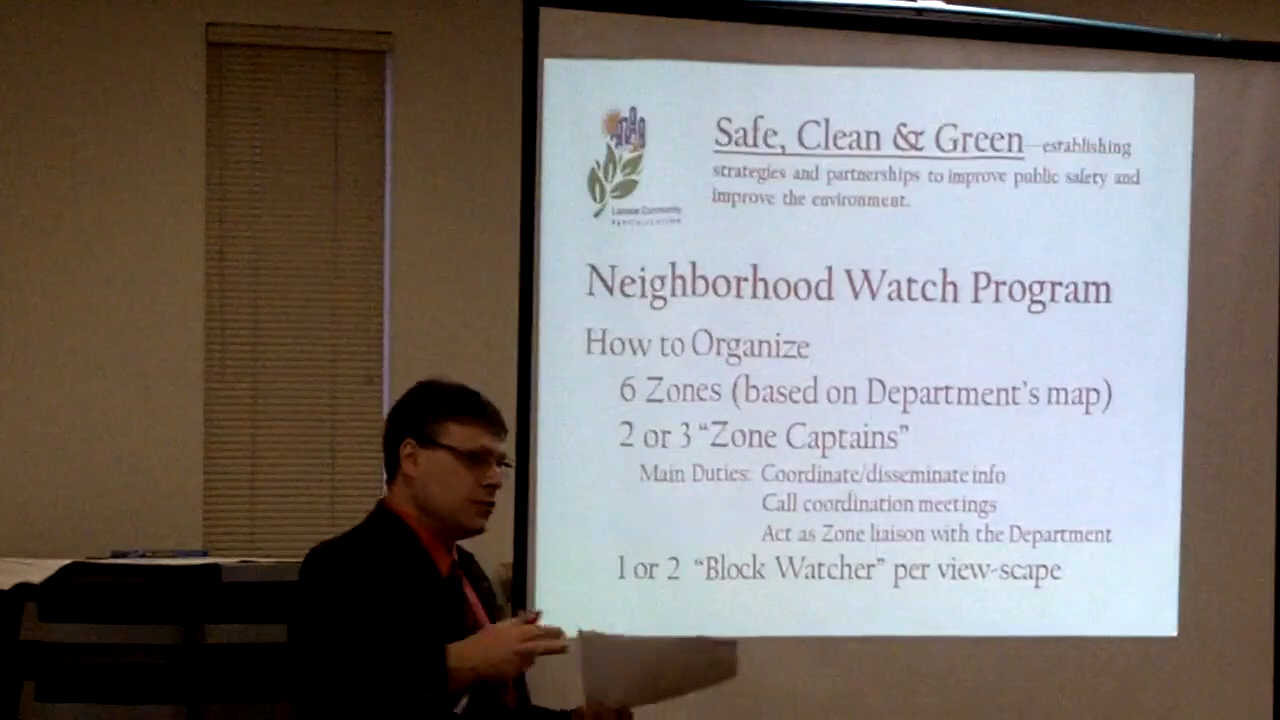 Safe, Clean & Green—establishing
strategies and partnerships to improve public safety and
improve the environment.
Neighborhood Watch Program
How to Organize
6 Zones (based on Department's map)
2 or 3 "Zone Captains"
Main Duties: Coordinate/disseminate info
Call coordination meetings
Act as Zone liaison with the Department
1 or 2 "Block Watcher" per view-scape